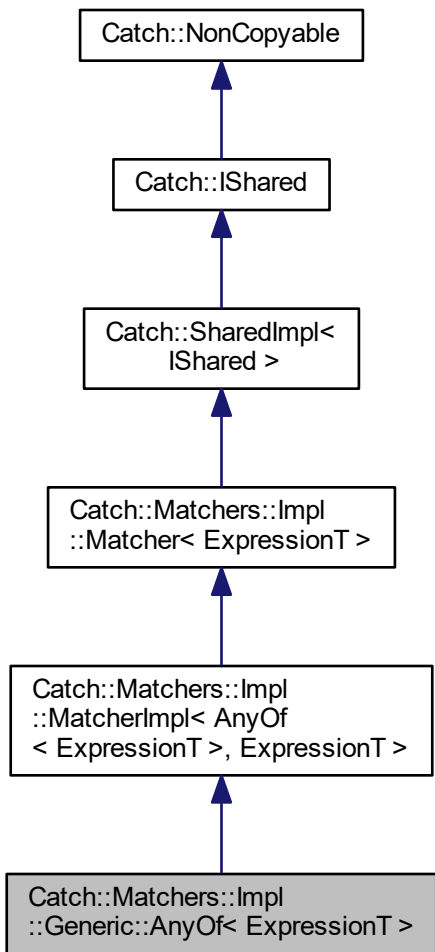 Catch::NonCopyable
Catch::IShared
Catch::SharedImpl<
IShared >
Catch::Matchers::Impl
::Matcher< ExpressionT >
Catch::Matchers::Impl
::MatcherImpl< AnyOf
< ExpressionT >, ExpressionT >
Catch::Matchers::Impl
::Generic::AnyOf< ExpressionT >